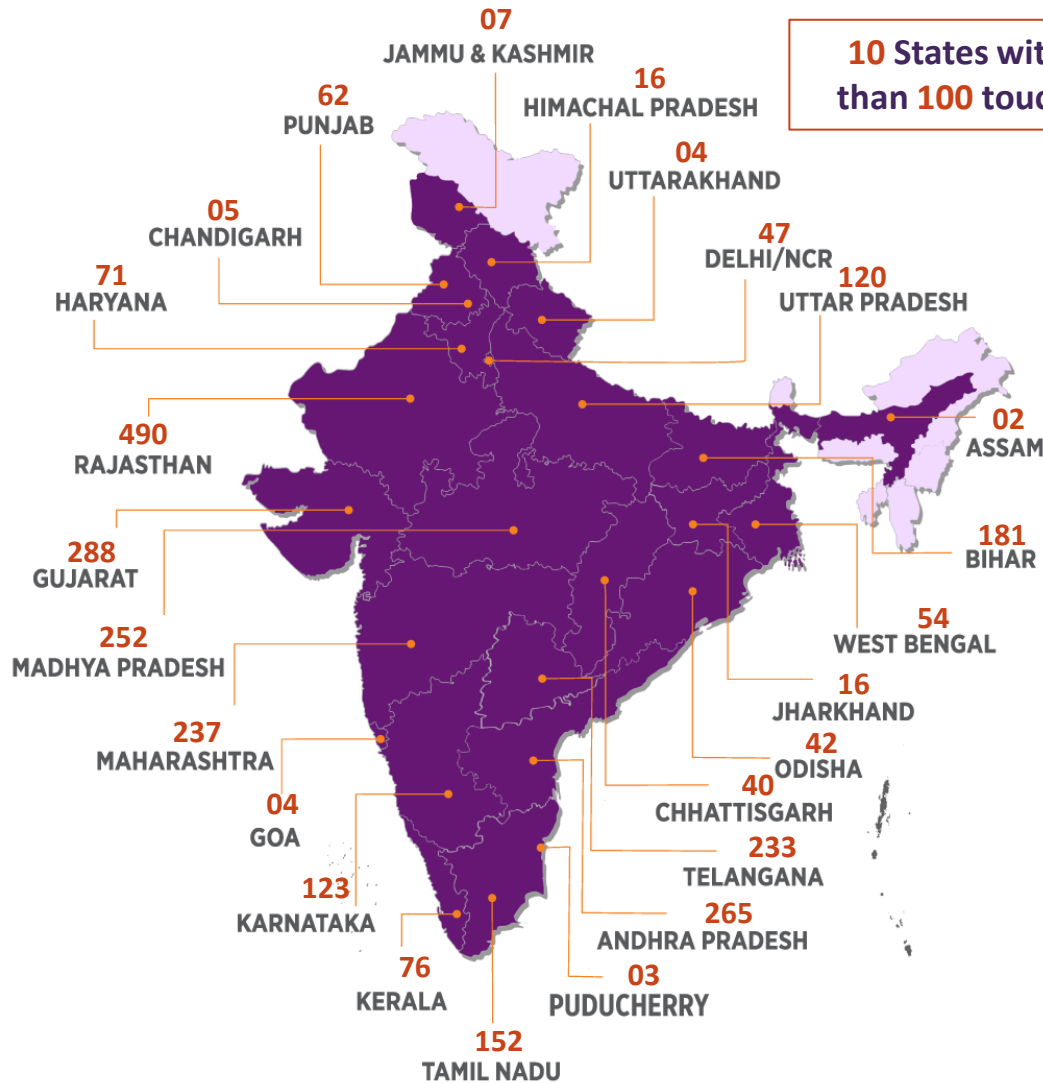 07
JAMMU & KASHMIR
10 States wit
than 100 touc
16
HIMACHAL PRADESH
62
PUNJAB
04
UTTARAKHAND
05
CHANDIGARH
47
DELHI/NCR
71
HARYANA
120
UTTAR PRADESH
02
ASSAM
490
RAJASTHAN
288
GUJARAT
181
BIHAR
252
MADHYA PRADESH
54
WEST BENGAL
16
JHARKHAND
237
MAHARASHTRA
42
ODISHA
04
GOA
40
CHHATTISGARH
233
TELANGANA
123
KARNATAKA
265
ANDHRA PRADESH
76
KERALA
03
PUDUCHERRY
152
TAMIL NADU